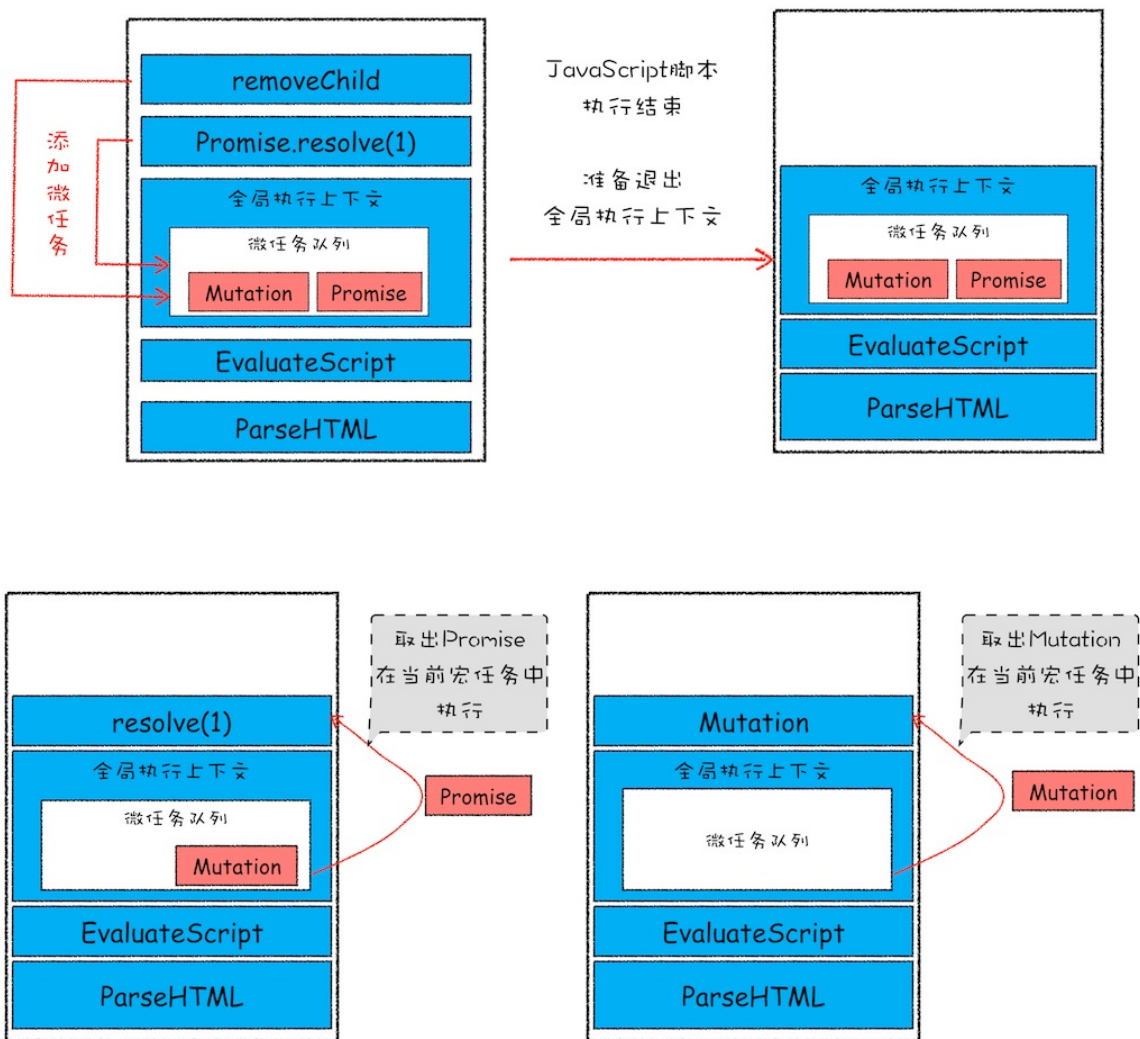 removeChild
Promise.resolve(1)
添
加
微
任
务
全局执行上下文
微任务队列
Mutation
Promise
EvaluateScript
ParseHTML
JavaScript脚本
执行结束
准备退出
全局执行上下文
全局执行上下文
微任务队列
Mutation
Promise
EvaluateScript
ParseHTML
取出Promise
在当前宏任务中
执行
resolve(1)
全局执行上下文
微任务队列
Mutation
Promise
EvaluateScript
ParseHTML
取出Mutation
在当前宏任务中
执行
Mutation
全局执行上下文
微任务队列
Mutation
EvaluateScript
ParseHTML